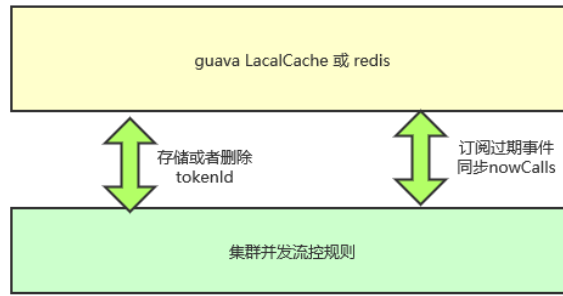 guava LacalCache 或 redis
存储或者删除
tokenId
订阅过期事件
同步nowCalls
集群并发流控规则